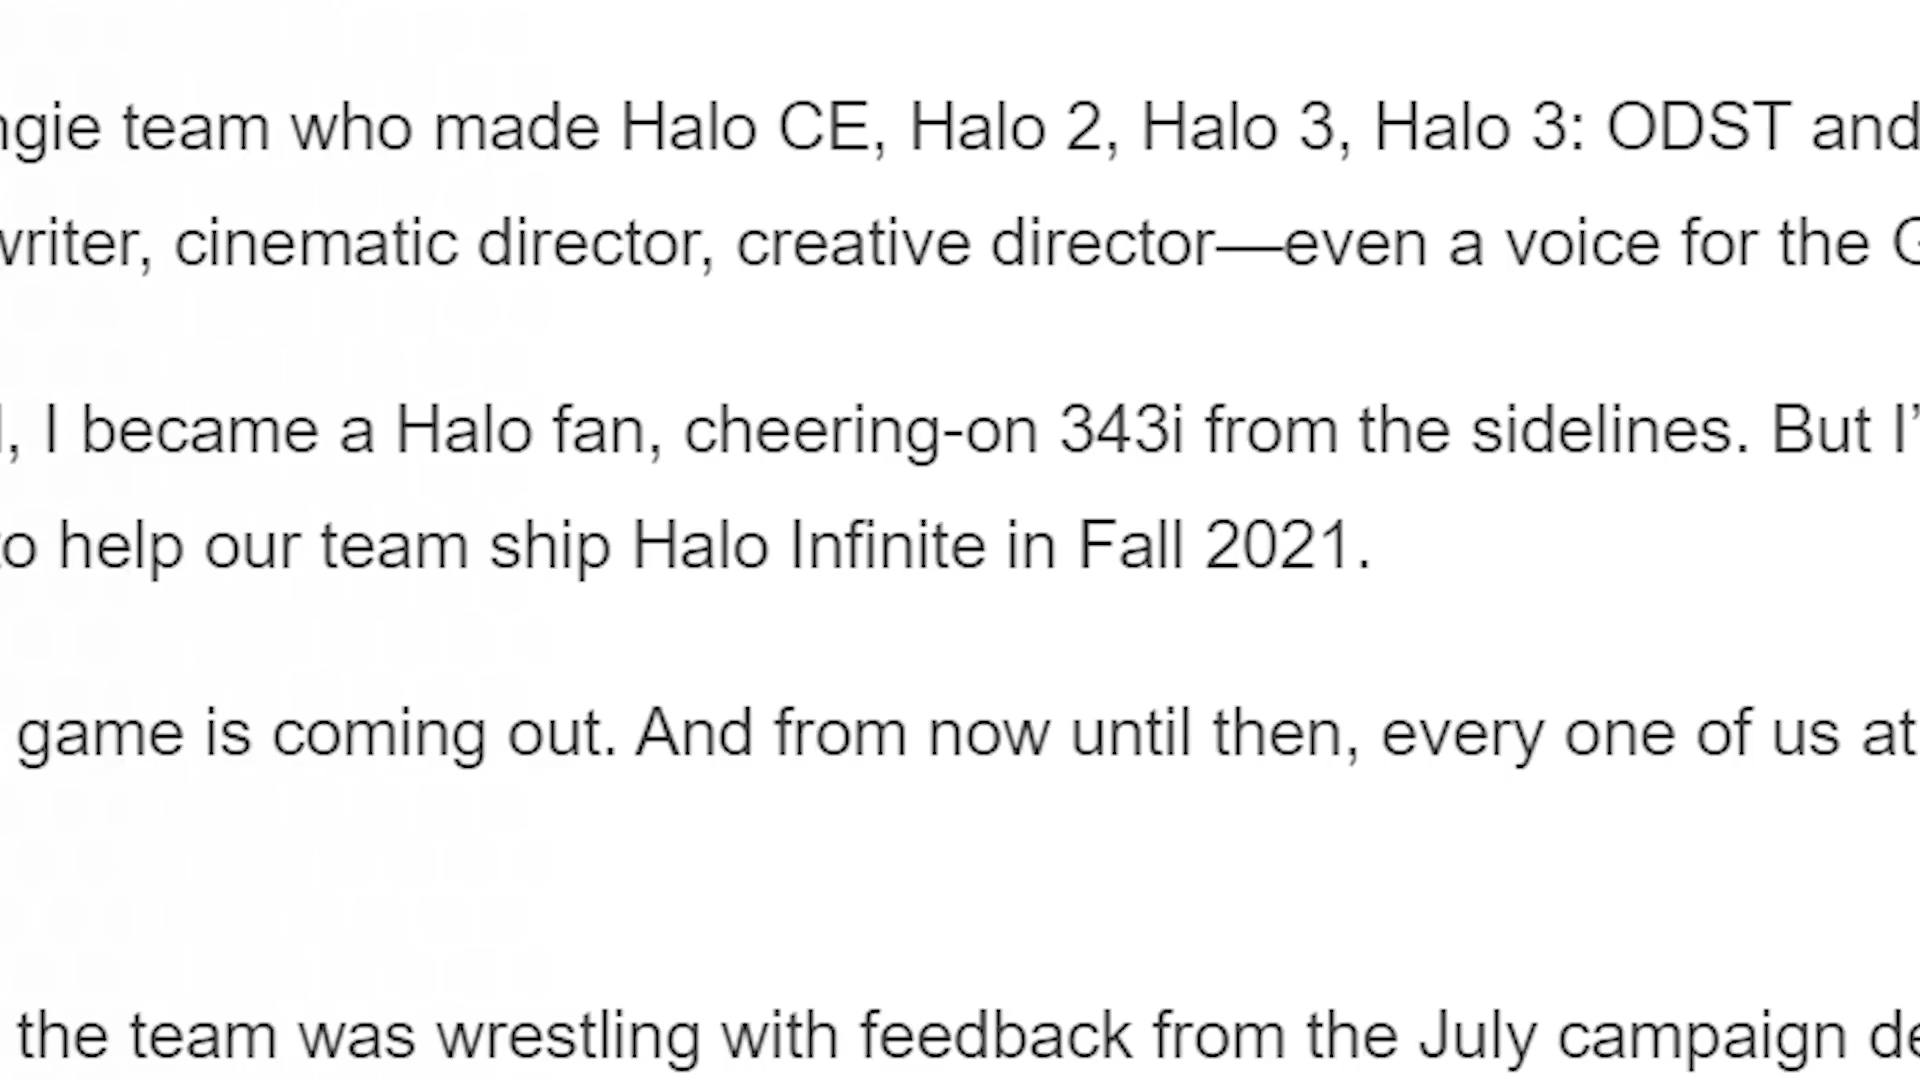 ngie team who made Halo CE, Halo 2, Halo 3, Halo 3: ODST and
writer, cinematic director, creative director—even a voice for the G
, I became a Halo fan, cheering-on 343i from the sidelines. But I’
to help our team ship Halo Infinite in Fall 2021.
game is coming out. And from now until then, every one of us at
the team was wrestling with feedback from the July campaign de